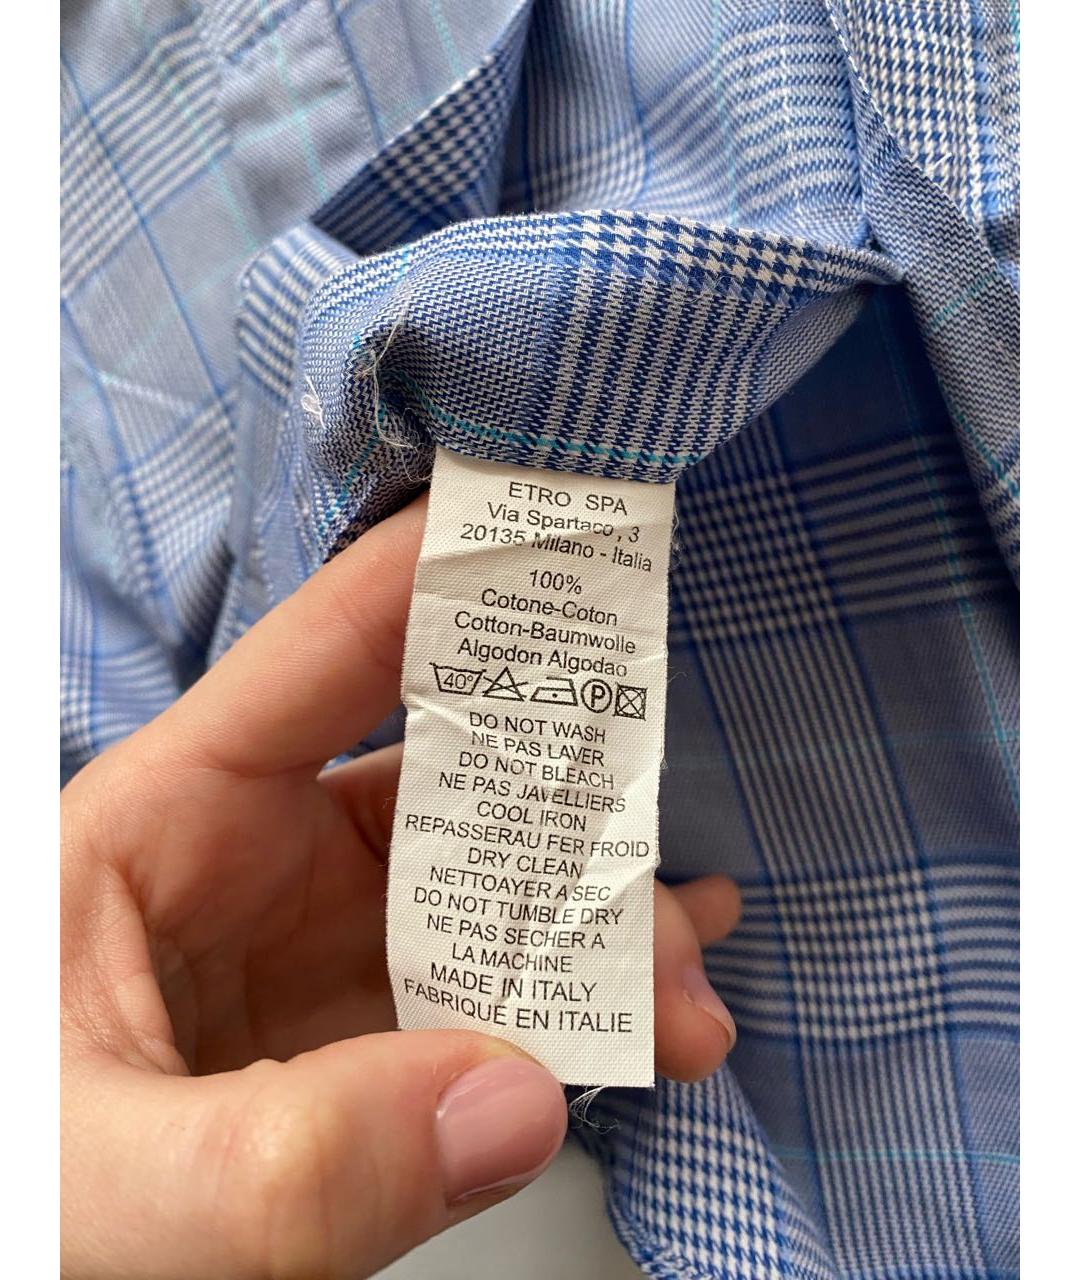 ETRO SPA
Via Spartaco, 3
20135 Milano - Italia
100%
Cotone-Coton
Cotton-Baumwolle
Algodon Algodao
40°
P
DO NOT WASH
NE PAS LAVER
DO NOT BLEACH
NE PAS JAVELLIERS
COOL IRON
REPASSERAU FER FROID
DRY CLEAN
NETTOAYER A SEC
DO NOT TUMBLE DRY
NE PAS SECHER A
LA MACHINE
MADE IN ITALY
FABRIQUE EN ITALIE